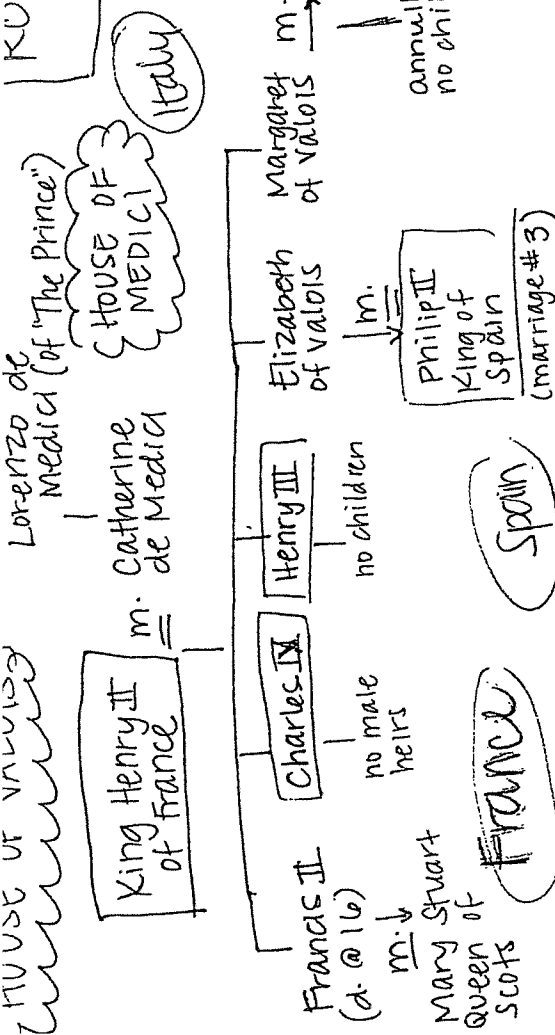 HOUSE OF VALOIS
Lorenzo de
Medici (of "The Prince")
HOUSE OF
MEDICI
Italy
King Henry II
of France
m.
Catherine
de Medici
Francis II
(d. @ 16)
m.
Mary Stuart
Queen of
Scots
Charles IX
no male
heirs
Henry III
no children
Elizabeth
of Valois
m.
Philip II
King of
Spain
(marriage #3)
Margaret
of Valois
m.
annull
no chil
France
Spain